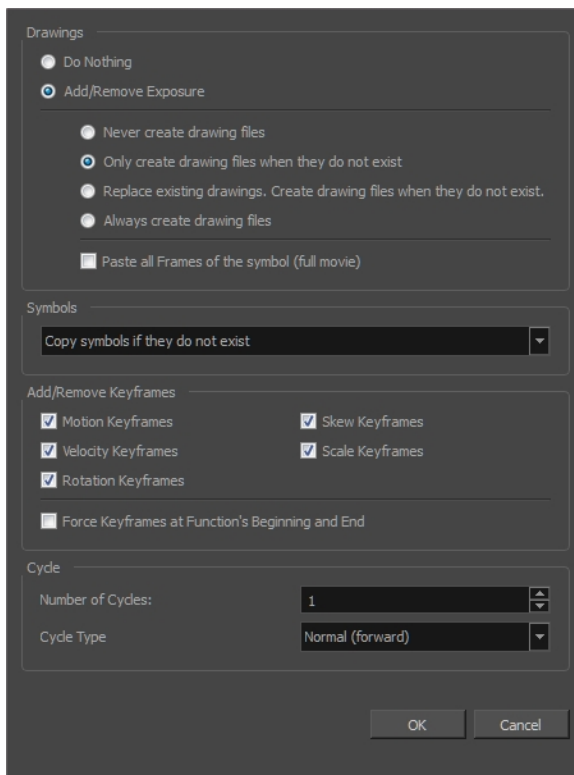 Drawings
Do Nothing
Add/Remove Exposure
Never create drawing files
Only create drawing files when they do not exist
Replace existing drawings. Create drawing files when they do not exist.
Always create drawing files
Paste all Frames of the symbol (full movie)
Symbols
Copy symbols if they do not exist
Add/Remove Keyframes
Motion Keyframes
Skew Keyframes
Velocity Keyframes
Scale Keyframes
Rotation Keyframes
Force Keyframes at Function's Beginning and End
Cycle
Number of Cycles:
1
Cycle Type
Normal (forward)
OK
Cancel